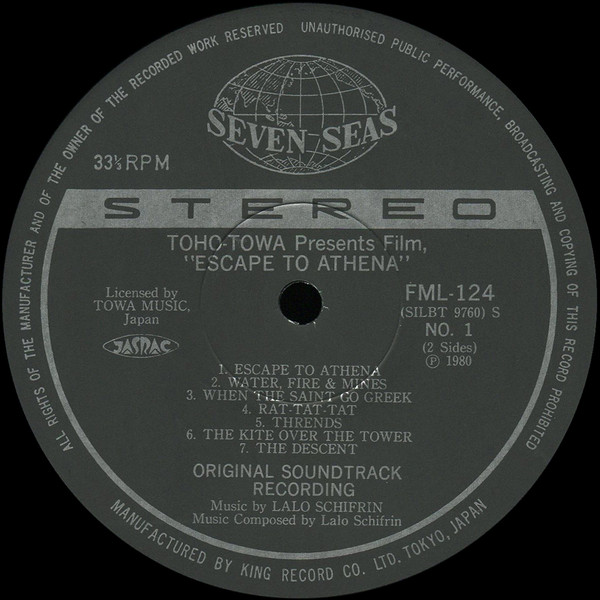 ALL RIGHTS OF THE MANUFACTURER AND OF THE OWNER OF THE RECORDED WORK RESERVED UNAUTHORISED PUBLIC PERFORMANCE, BROADCASTING AND COPYING OF THIS RECORD PROHIBITED
SEVEN SEAS
33⅓ RPM
STEREO
TOHO-TOWA Presents Film,
"ESCAPE TO ATHENA"
Licensed by
TOWA MUSIC,
Japan
JASRAC
FML-124
(SILBT 9760) S
NO. 1
(2 Sides)
Ⓟ 1980
1. ESCAPE TO ATHENA
2. WATER, FIRE & MINES
3. WHEN THE SAINT GO GREEK
4. RAT-TAT-TAT
5. THRENDS
6. THE KITE OVER THE TOWER
7. THE DESCENT
ORIGINAL SOUNDTRACK
RECORDING
Music by LALO SCHIFRIN
Music Composed by Lalo Schifrin
MANUFACTURED BY KING RECORD CO. LTD. TOKYO, JAPAN